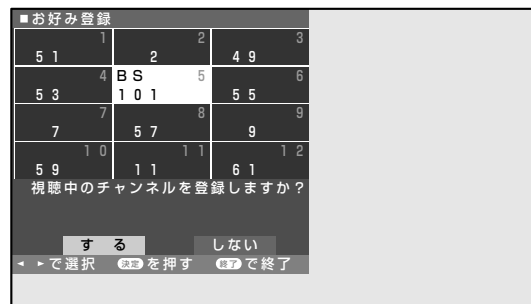 ■お好み登録
1 2 3
51 2 49
4 BS 5 6
53 101 55
7 8 9
7 57 9
10 11 12
59 11 61
視聴中のチャンネルを登録しますか？
する しない
◄ ►で選択 決定を押す 終了で終了